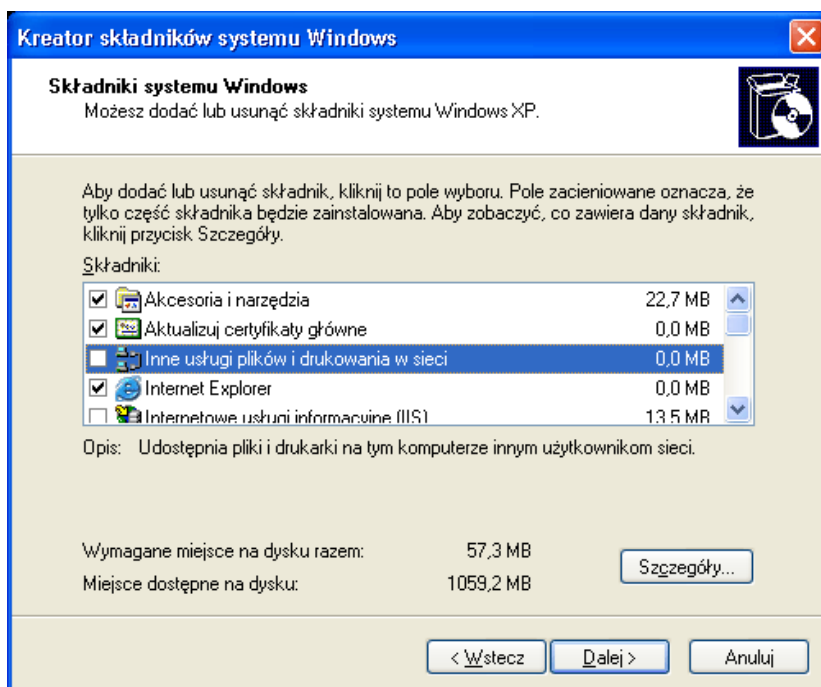 Kreator składników systemu Windows
Składniki systemu Windows
Możesz dodać lub usunąć składniki systemu Windows XP.
Aby dodać lub usunąć składnik, kliknij to pole wyboru. Pole zacieniowane oznacza, że
tylko część składnika będzie zainstalowana. Aby zobaczyć, co zawiera dany składnik,
kliknij przycisk Szczegóły.
Składniki:
Akcesoria i narzędzia 22,7 MB
Aktualizuj certyfikaty główne 0,0 MB
Inne usługi plików i drukowania w sieci 0,0 MB
Internet Explorer 0,0 MB
Internetowe usługi informacyjne (IIS) 13,5 MB
Opis: Udostępnia pliki i drukarki na tym komputerze innym użytkownikom sieci.
Wymagane miejsce na dysku razem: 57,3 MB
Miejsce dostępne na dysku: 1059,2 MB
Szczegóły...
< Wstecz Dalej > Anuluj